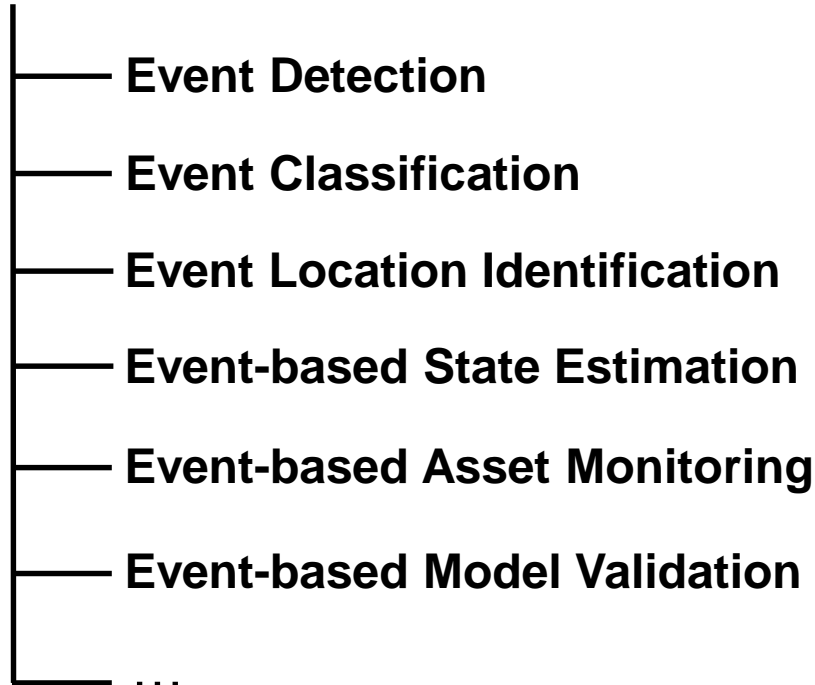 Event Detection
Event Classification
Event Location Identification
Event-based State Estimation
Event-based Asset Monitoring
Event-based Model Validation
...